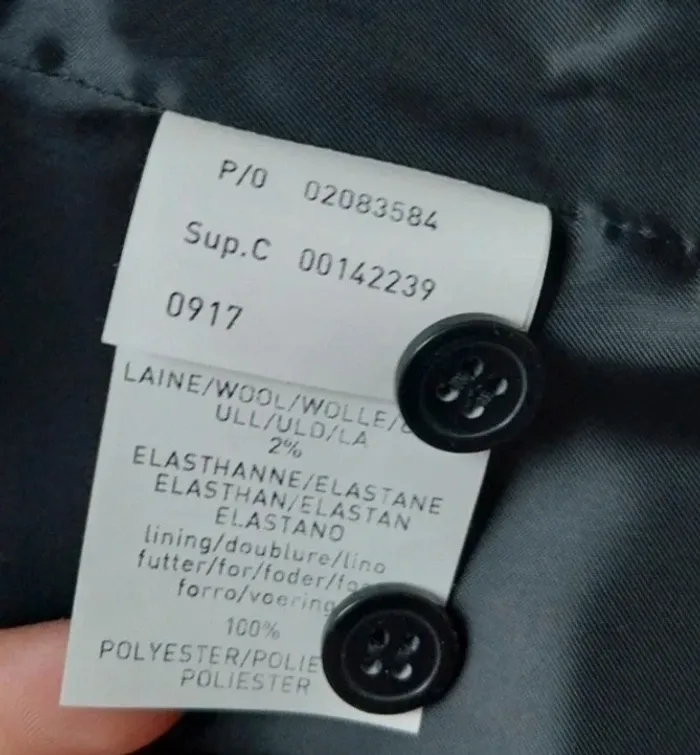 P/O 02083584
Sup.C 00142239
0917
LAINE/WOOL/WOLLE/
ULL/ULD/LA
2%
ELASTHANNE/ELASTANE
ELASTHAN/ELASTAN
ELASTANO
lining/doublure/lino
futter/for/foder/fo
forro/voering
100%
POLYESTER/POLIE
POLIESTER